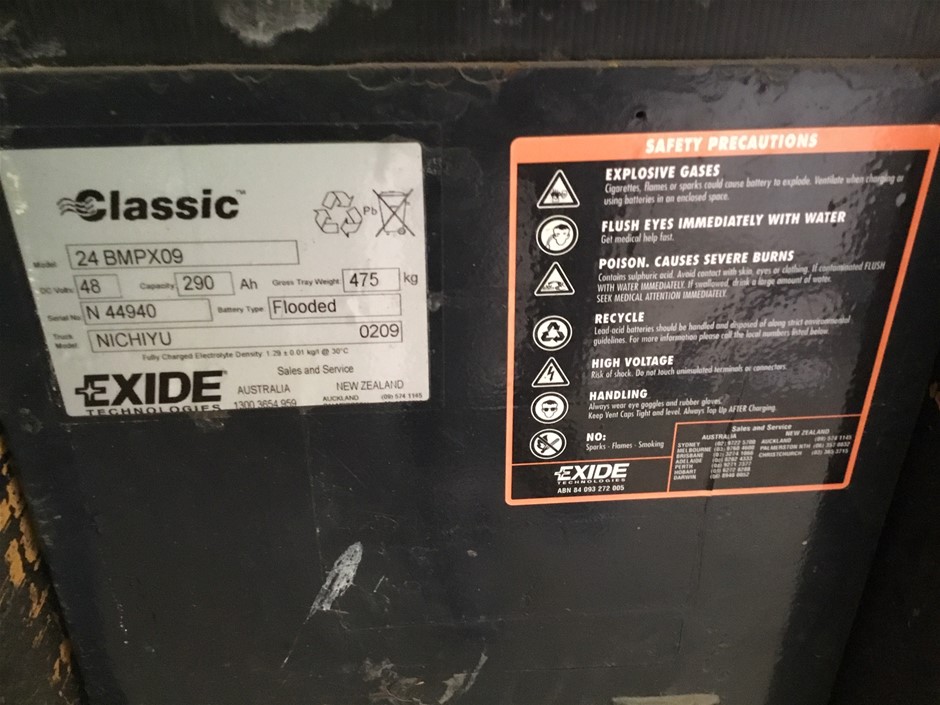 Classic™
Pb
Model: 24 BMPX09
DC Volts: 48 Capacity: 290 Ah Gross Tray Weight: 475 kg
Serial No: N 44940 Battery Type: Flooded
Truck Model: NICHIYU 0209
Fully Charged Electrolyte Density 1.29 ± 0.01 kg/l @ 30°C
Sales and Service
EXIDE AUSTRALIA NEW ZEALAND
TECHNOLOGIES 1300 3654 959 AUCKLAND (09) 574 1145
SAFETY PRECAUTIONS
EXPLOSIVE GASES
Cigarettes, flames or sparks could cause battery to explode. Ventilate when charging or
using batteries in an enclosed space.
FLUSH EYES IMMEDIATELY WITH WATER
Get medical help fast.
POISON. CAUSES SEVERE BURNS
Contains sulphuric acid. Avoid contact with skin, eyes or clothing. If contaminated FLUSH
WITH WATER IMMEDIATELY. If swallowed, drink a large amount of water.
SEEK MEDICAL ATTENTION IMMEDIATELY.
RECYCLE
Lead-acid batteries should be handled and disposed of along strict environmental
guidelines. For more information please call the local numbers listed below.
HIGH VOLTAGE
Risk of shock. Do not touch uninsulated terminals or connectors.
HANDLING
Always wear eye goggles and rubber gloves.
Keep Vent Caps Tight and level. Always Top Up AFTER Charging.
NO:
Sparks - Flames - Smoking
EXIDE
TECHNOLOGIES
ABN 84 093 272 005
Sales and Service
AUSTRALIA NEW ZEALAND
SYDNEY AUCKLAND (09) 574 1145
MELBOURNE PALMERSTON NTH
BRISBANE CHRISTCHURCH
ADELAIDE
PERTH
HOBART
DARWIN